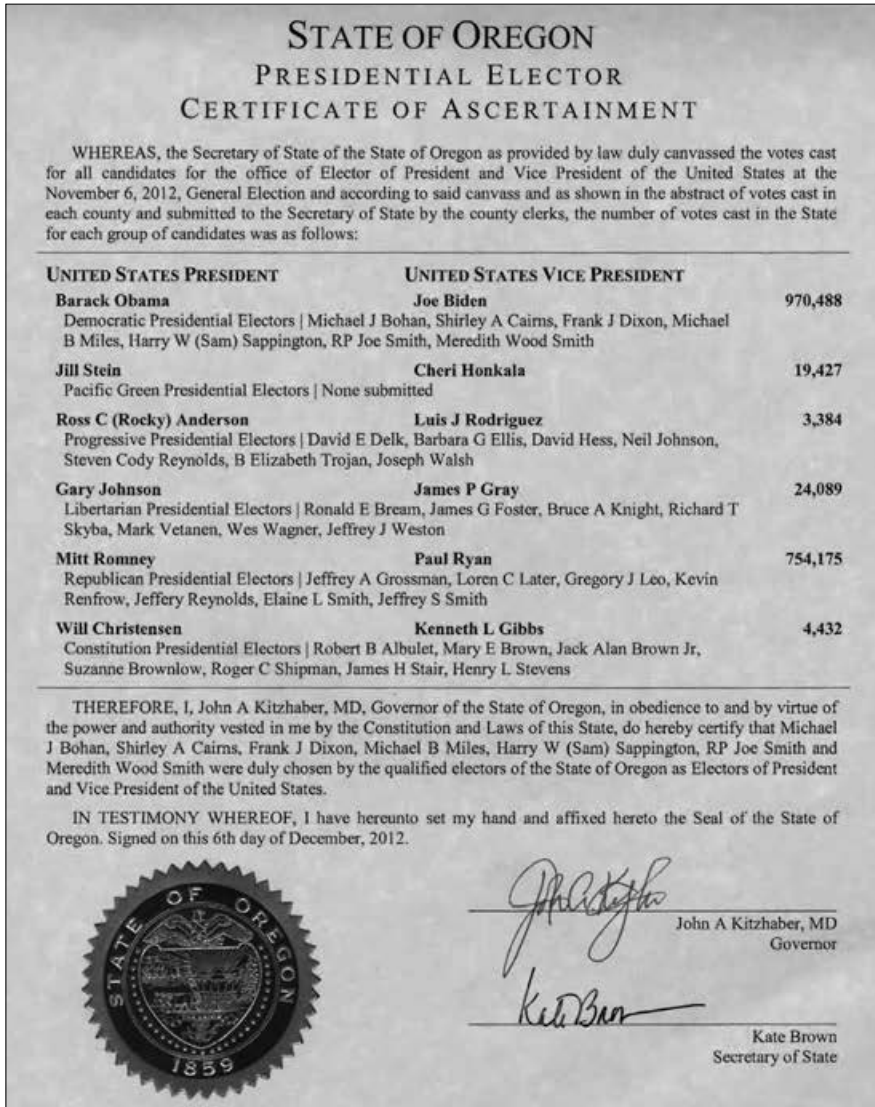 STATE OF OREGON
PRESIDENTIAL ELECTOR
CERTIFICATE OF ASCERTAINMENT
WHEREAS, the Secretary of State of the State of Oregon as provided by law duly canvassed the votes cast
for all candidates for the office of Elector of President and Vice President of the United States at the
November 6, 2012, General Election and according to said canvass and as shown in the abstract of votes cast in
each county and submitted to the Secretary of State by the county clerks, the number of votes cast in the State
for each group of candidates was as follows:
UNITED STATES PRESIDENT UNITED STATES VICE PRESIDENT
Barack Obama Joe Biden 970,488
Democratic Presidential Electors | Michael J Bohan, Shirley A Cairns, Frank J Dixon, Michael
B Miles, Harry W (Sam) Sappington, RP Joe Smith, Meredith Wood Smith
Jill Stein Cheri Honkala 19,427
Pacific Green Presidential Electors | None submitted
Ross C (Rocky) Anderson Luis J Rodriguez 3,384
Progressive Presidential Electors | David E Delk, Barbara G Ellis, David Hess, Neil Johnson,
Steven Cody Reynolds, B Elizabeth Trojan, Joseph Walsh
Gary Johnson James P Gray 24,089
Libertarian Presidential Electors | Ronald E Bream, James G Foster, Bruce A Knight, Richard T
Skyba, Mark Vetanen, Wes Wagner, Jeffrey J Weston
Mitt Romney Paul Ryan 754,175
Republican Presidential Electors | Jeffrey A Grossman, Loren C Later, Gregory J Leo, Kevin
Renfrow, Jeffery Reynolds, Elaine L Smith, Jeffrey S Smith
Will Christensen Kenneth L Gibbs 4,432
Constitution Presidential Electors | Robert B Albulet, Mary E Brown, Jack Alan Brown Jr,
Suzanne Brownlow, Roger C Shipman, James H Stair, Henry L Stevens
THEREFORE, I, John A Kitzhaber, MD, Governor of the State of Oregon, in obedience to and by virtue of
the power and authority vested in me by the Constitution and Laws of this State, do hereby certify that Michael
J Bohan, Shirley A Cairns, Frank J Dixon, Michael B Miles, Harry W (Sam) Sappington, RP Joe Smith and
Meredith Wood Smith were duly chosen by the qualified electors of the State of Oregon as Electors of President
and Vice President of the United States.
IN TESTIMONY WHEREOF, I have hereunto set my hand and affixed hereto the Seal of the State of
Oregon. Signed on this 6th day of December, 2012.
STATE OF OREGON
1859
John A Kitzhaber, MD
Governor
Kate Brown
Kate Brown
Secretary of State